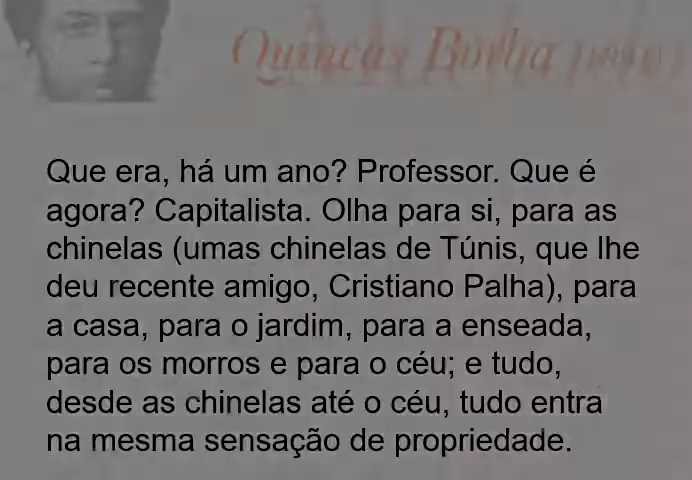 Quincas Borba
Que era, há um ano? Professor. Que é
agora? Capitalista. Olha para si, para as
chinelas (umas chinelas de Túnis, que lhe
deu recente amigo, Cristiano Palha), para
a casa, para o jardim, para a enseada,
para os morros e para o céu; e tudo,
desde as chinelas até o céu, tudo entra
na mesma sensação de propriedade.